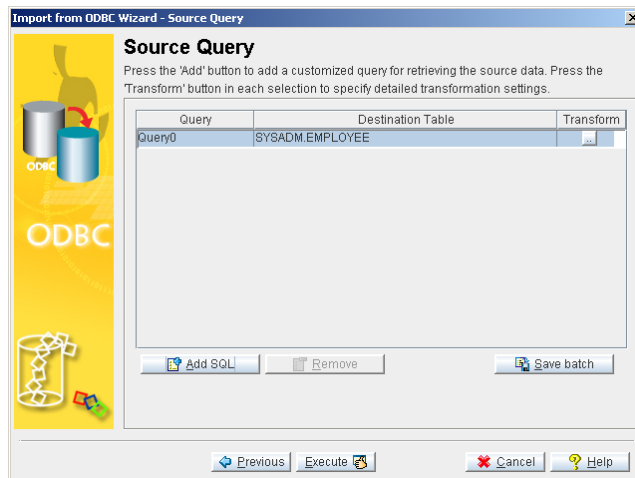 Import from ODBC Wizard - Source Query
Source Query
Press the 'Add' button to add a customized query for retrieving the source data. Press the
'Transform' button in each selection to specify detailed transformation settings.
Query Destination Table Transform
Query0 SYSADM.EMPLOYEE ...
ODBC
ODBC
Add SQL Remove Save batch
Previous Execute Cancel Help